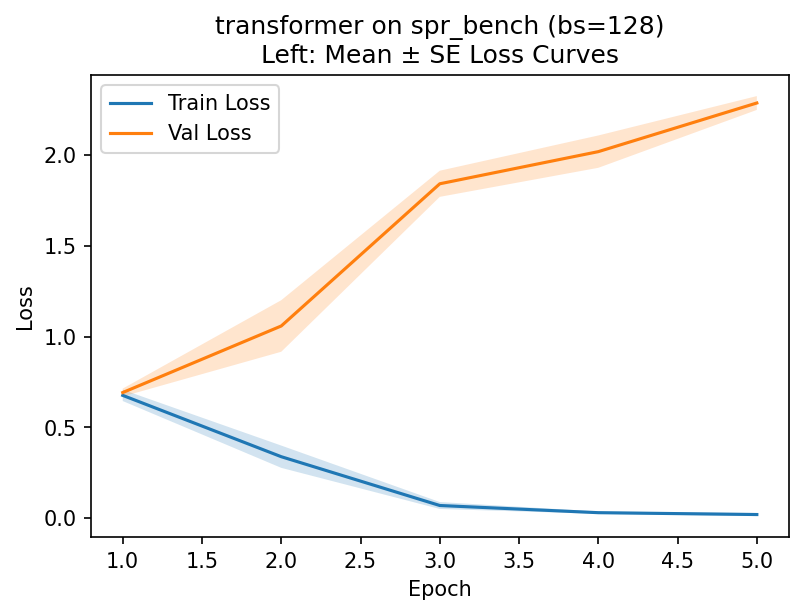 transformer on spr_bench (bs=128)
Left: Mean ± SE Loss Curves
Train Loss
Val Loss
2.0
1.5
1.0
0.5
0.0
Loss
1.0 1.5 2.0 2.5 3.0 3.5 4.0 4.5 5.0
Epoch